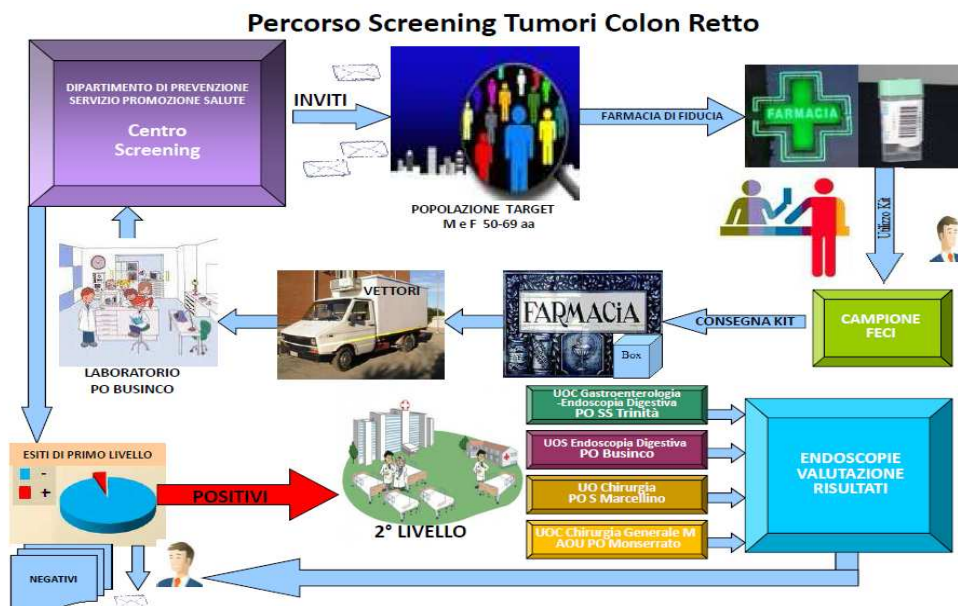 Percorso Screening Tumori Colon Retto
DIPARTIMENTO DI PREVENZIONE
SERVIZIO PROMOZIONE SALUTE
Centro
Screening
INVITI
POPOLAZIONE TARGET
M e F 50-69 aa
FARMACIA DI FIDUCIA
FARMACIA
Utilizzo Kit
CAMPIONE
FECI
CONSEGNA KIT
FARMACiA
Box
VETTORI
LABORATORIO
PO BUSINCO
ESITI DI PRIMO LIVELLO
-
+
POSITIVI
NEGATIVI
2° LIVELLO
UOC Gastroenterologia
-Endoscopia Digestiva
PO SS Trinità
UOS Endoscopia Digestiva
PO Businco
UO Chirurgia
PO S Marcellino
UOC Chirurgia Generale M
AOU PO Monserrato
ENDOSCOPIE
VALUTAZIONE
RISULTATI